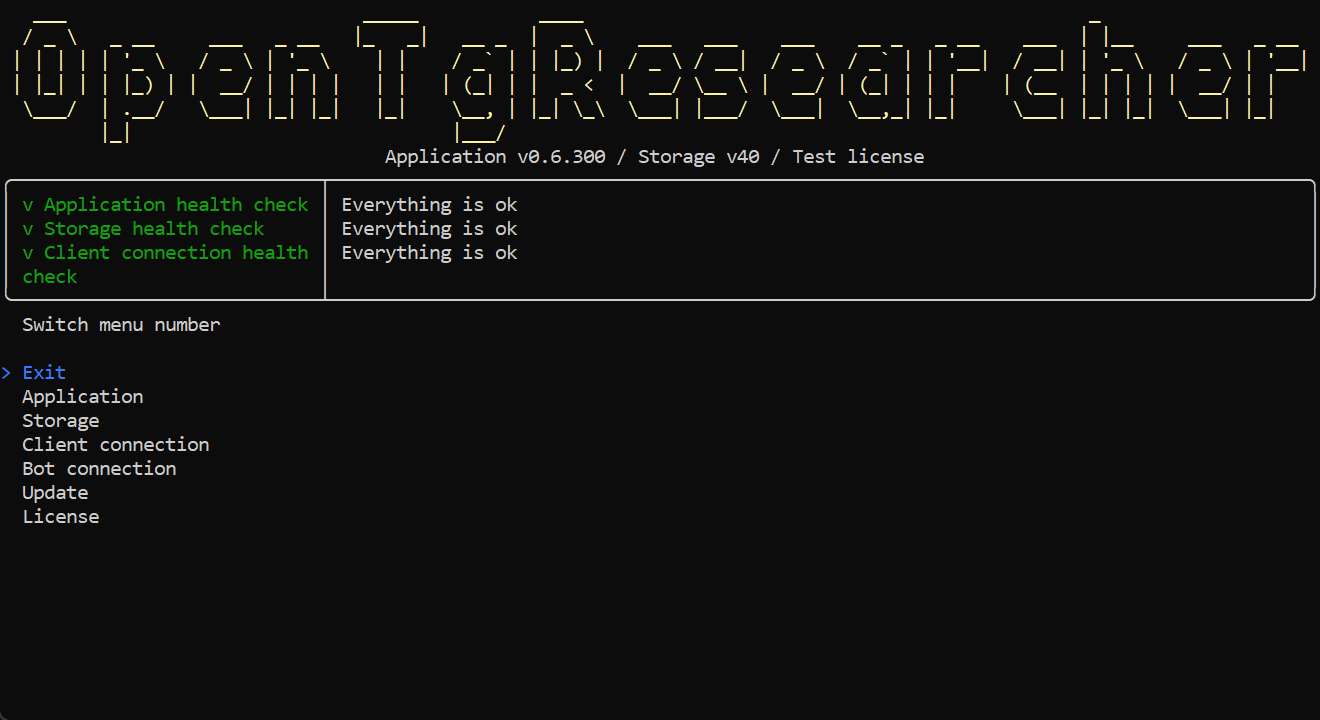 OpenTgResearcher
Application v0.6.300 / Storage v40 / Test license
v Application health check Everything is ok
v Storage health check Everything is ok
v Client connection health Everything is ok
check
Switch menu number
> Exit
Application
Storage
Client connection
Bot connection
Update
License